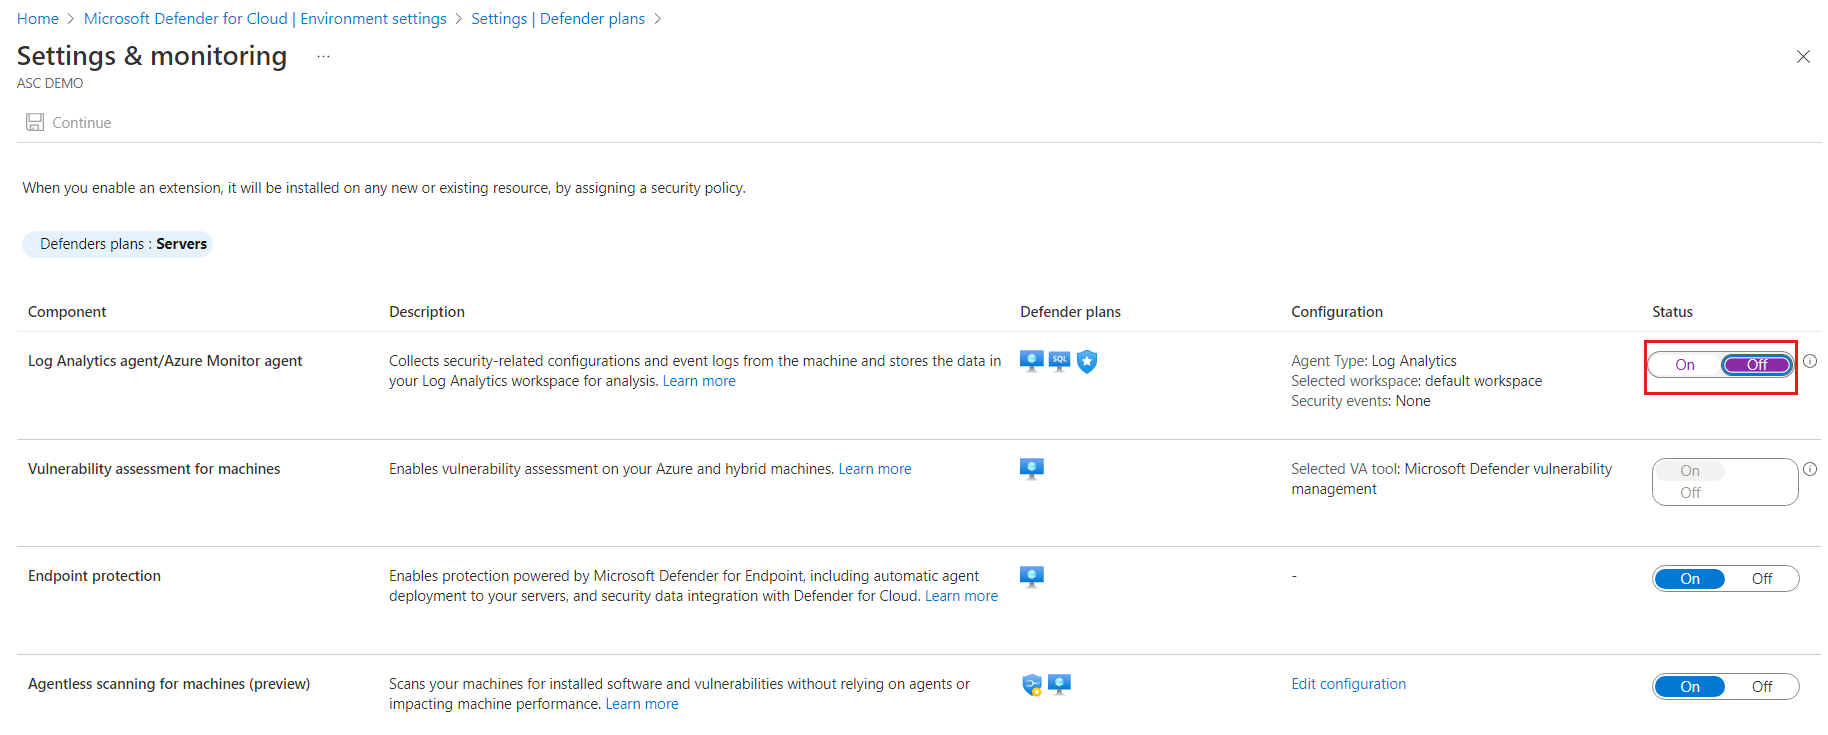 Home > Microsoft Defender for Cloud | Environment settings > Settings | Defender plans >
Settings & monitoring ...
ASC DEMO
Continue
When you enable an extension, it will be installed on any new or existing resource, by assigning a security policy.
Defenders plans : Servers
Component Description Defender plans Configuration Status
Log Analytics agent/Azure Monitor agent
Collects security-related configurations and event logs from the machine and stores the data in
your Log Analytics workspace for analysis. Learn more
SQL
Agent Type: Log Analytics
Selected workspace: default workspace
Security events: None
On Off
Vulnerability assessment for machines
Enables vulnerability assessment on your Azure and hybrid machines. Learn more
Selected VA tool: Microsoft Defender vulnerability
management
On
Off
Endpoint protection
Enables protection powered by Microsoft Defender for Endpoint, including automatic agent
deployment to your servers, and security data integration with Defender for Cloud. Learn more
-
On Off
Agentless scanning for machines (preview)
Scans your machines for installed software and vulnerabilities without relying on agents or
impacting machine performance. Learn more
Edit configuration
On Off